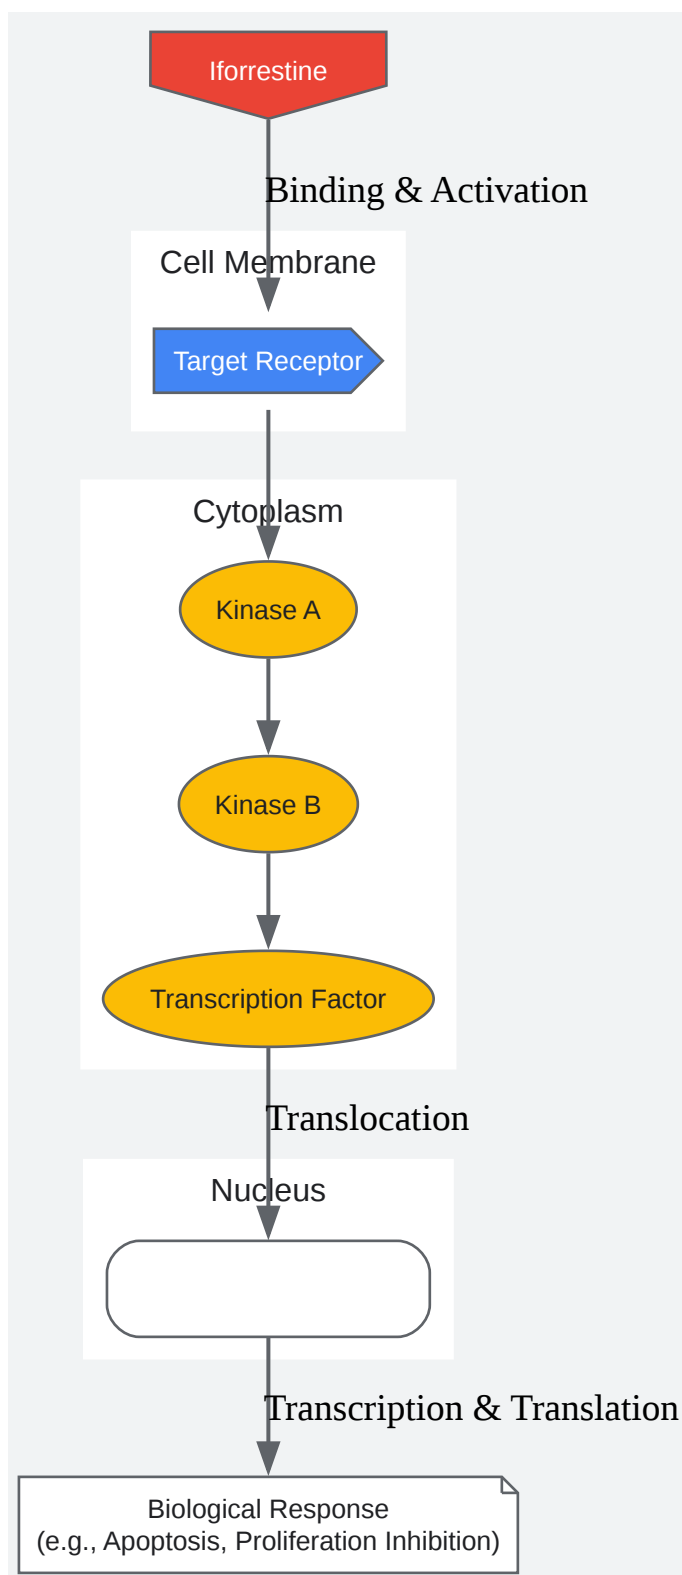 Iforrestine
Binding & Activation
Cell Membrane
Target Receptor
Cytoplasm
Kinase A
Kinase B
Transcription Factor
Translocation
Nucleus
Transcription & Translation
Biological Response
(e.g., Apoptosis, Proliferation Inhibition)